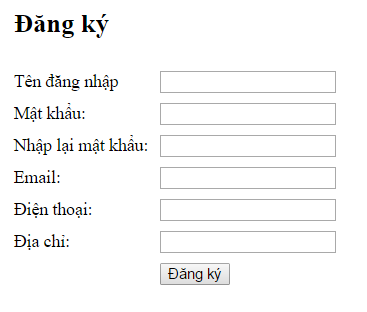 Đăng ký
Tên đăng nhập
Mật khẩu:
Nhập lại mật khẩu:
Email:
Điện thoại:
Địa chỉ:
Đăng ký